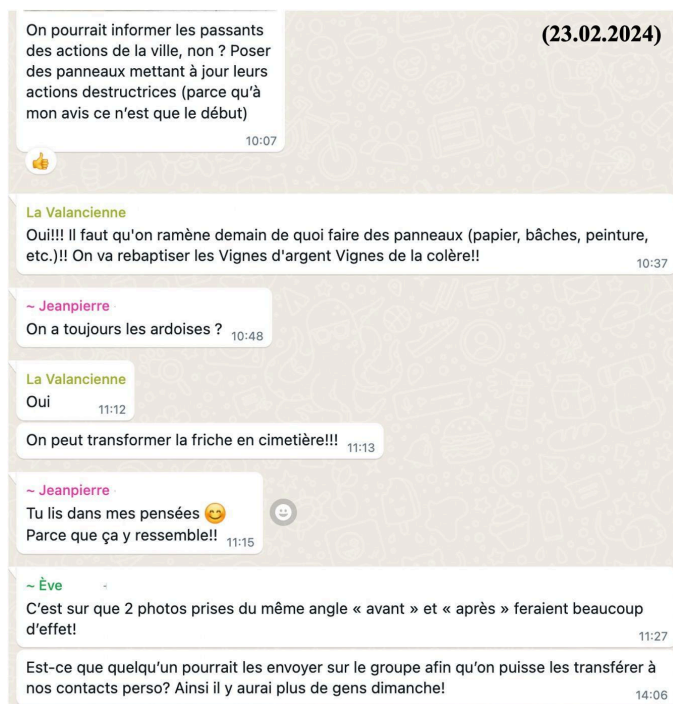 On pourrait informer les passants
(23.02.2024)
des actions de la ville, non ? Poser
des panneaux mettant à jour leurs
actions destructrices (parce qu'à
mon avis ce n'est que le début)
10:07
La Valancienne
Oui!!! Il faut qu'on ramène demain de quoi faire des panneaux (papier, bâches, peinture,
etc.)!! On va rebaptiser les Vignes d'argent Vignes de la colère!!
10:37
~ Jeanpierre
On a toujours les ardoises ? 10:48
La Valancienne
Oui 11:12
On peut transformer la friche en cimetière!!! 11:13
~ Jeanpierre
Tu lis dans mes pensées 😊
Parce que ça y ressemble!! 11:15
~ Ève
C'est sur que 2 photos prises du même angle « avant » et « après » feraient beaucoup
d'effet!
11:27
Est-ce que quelqu'un pourrait les envoyer sur le groupe afin qu'on puisse les transférer à
nos contacts perso? Ainsi il y aurai plus de gens dimanche!
14:06